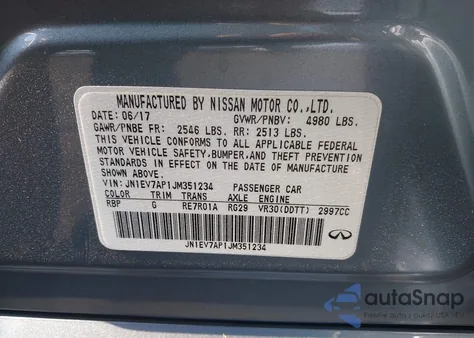 MANUFACTURED BY NISSAN MOTOR CO.,LTD.
DATE: 06/17 GVWR/PNBV: 4980 LBS.
GAWR/PNBE FR: 2546 LBS. RR: 2513 LBS.
THIS VEHICLE CONFORMS TO ALL APPLICABLE FEDERAL
MOTOR VEHICLE SAFETY, BUMPER, AND THEFT PREVENTION
STANDARDS IN EFFECT ON THE DATE OF MANUFACTURE
SHOWN ABOVE.
VIN: JN1EV7AP1JM351234 PASSENGER CAR
COLOR TRIM TRANS AXLE ENGINE
RBP G RE7R01A RG29 VR30(DDTT) 2997CC
JN1EV7AP1JM351234
autoSnap